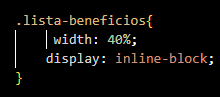 .lista-beneficios{
width: 40%;
display: inline-block;
}